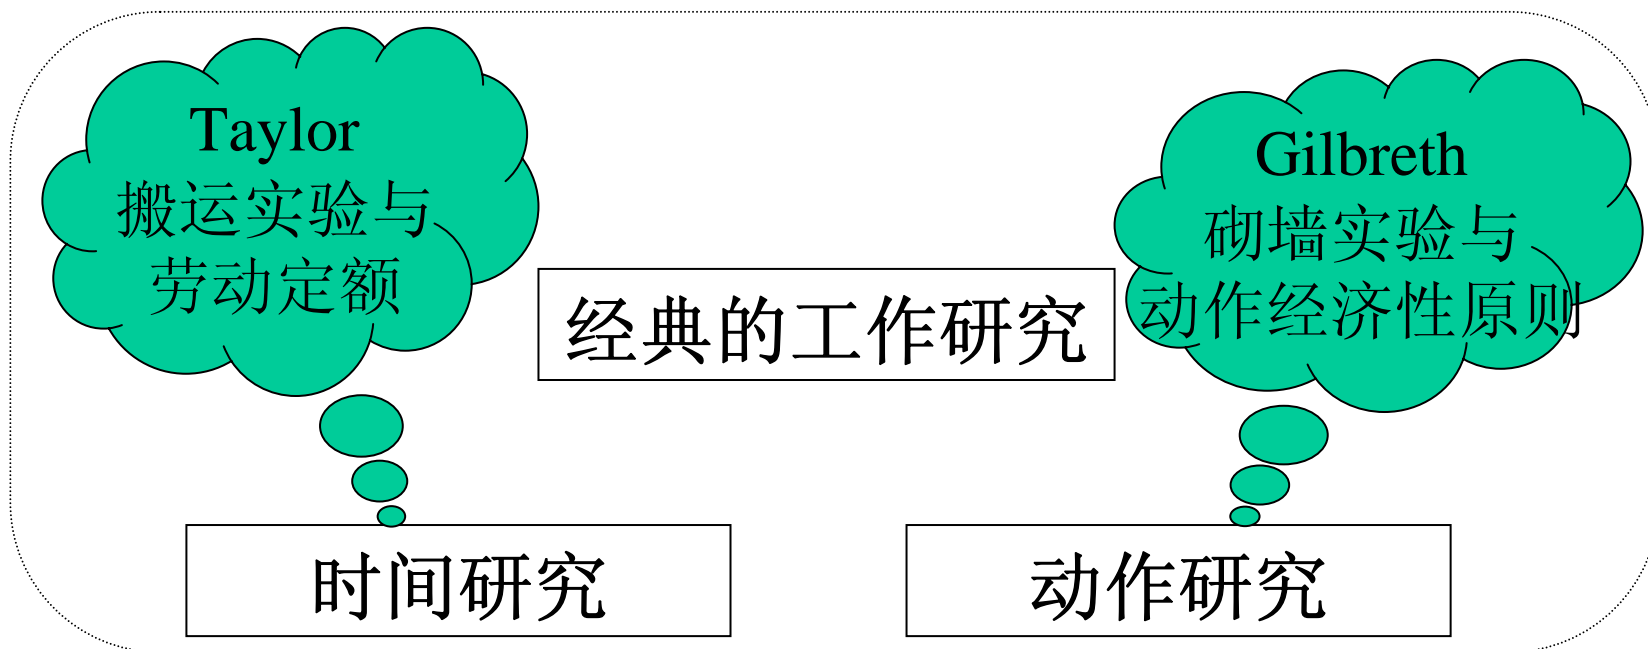 Taylor
搬运实验与
劳动定额
Gilbreth
砌墙实验与
动作经济性原则
经典的工作研究
时间研究
动作研究